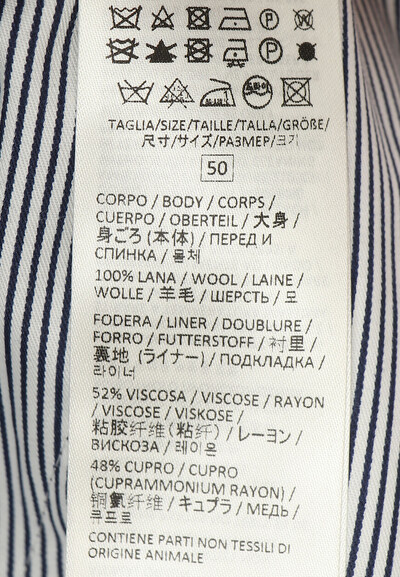 TAGLIA/SIZE/TAILLE/TALLA/GRÖßE/
尺寸/サイズ/РАЗМЕР/크기
50
CORPO / BODY / CORPS /
CUERPO / OBERTEIL / 大身 /
身ごろ (本体) / ПЕРЕД И
СПИНКА / 몸체
100% LANA / WOOL / LAINE /
WOLLE / 羊毛 / ШЕРСТЬ / 모
FODERA / LINER / DOUBLURE /
FORRO / FUTTERSTOFF / 衬里 /
裏地 (ライナー) / ПОДКЛАДКА /
라이너
52% VISCOSA / VISCOSE / RAYON
/ VISCOSE / VISKOSE /
粘胶纤维(粘纤) / レーヨン /
ВИСКОЗА / 레이온
48% CUPRO / CUPRO
(CUPRAMMONIUM RAYON) /
铜氨纤维 / キュプラ / МЕДЬ /
큐프로
CONTIENE PARTI NON TESSILI DI
ORIGINE ANIMALE